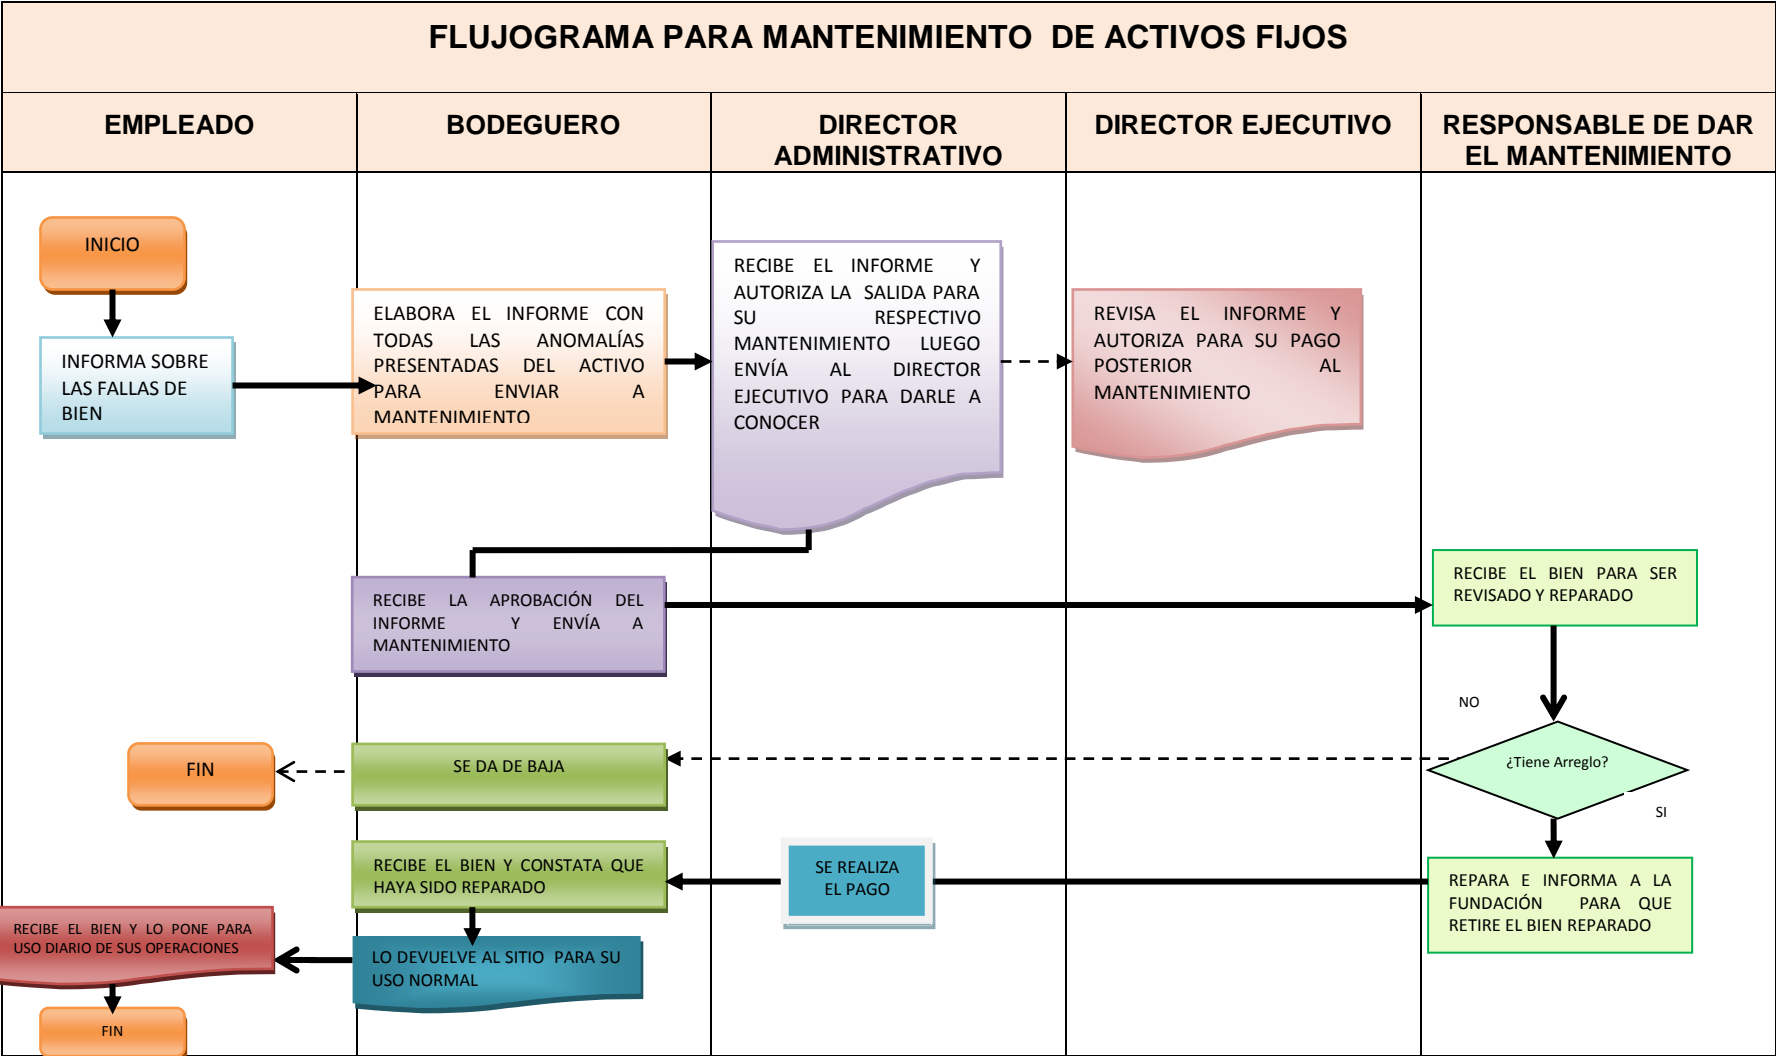 FLUJOGRAMA PARA MANTENIMIENTO DE ACTIVOS FIJOS
EMPLEADO
BODEGUERO
DIRECTOR
ADMINISTRATIVO
DIRECTOR EJECUTIVO
RESPONSABLE DE DAR
EL MANTENIMIENTO
INICIO
INFORMA SOBRE
LAS FALLAS DE
BIEN
ELABORA EL INFORME CON
TODAS LAS ANOMALÍAS
PRESENTADAS DEL ACTIVO
PARA ENVIAR A
MANTENIMIENTO
RECIBE EL INFORME Y
AUTORIZA LA SALIDA PARA
SU RESPECTIVO
MANTENIMIENTO LUEGO
ENVÍA AL DIRECTOR
EJECUTIVO PARA DARLE A
CONOCER
REVISA EL INFORME Y
AUTORIZA PARA SU PAGO
POSTERIOR AL
MANTENIMIENTO
RECIBE LA APROBACIÓN DEL
INFORME Y ENVÍA A
MANTENIMIENTO
RECIBE EL BIEN PARA SER
REVISADO Y REPARADO
NO
¿Tiene Arreglo?
SI
SE DA DE BAJA
FIN
REPARA E INFORMA A LA
FUNDACIÓN PARA QUE
RETIRE EL BIEN REPARADO
SE REALIZA
EL PAGO
RECIBE EL BIEN Y CONSTATA QUE
HAYA SIDO REPARADO
LO DEVUELVE AL SITIO PARA SU
USO NORMAL
RECIBE EL BIEN Y LO PONE PARA
USO DIARIO DE SUS OPERACIONES
FIN